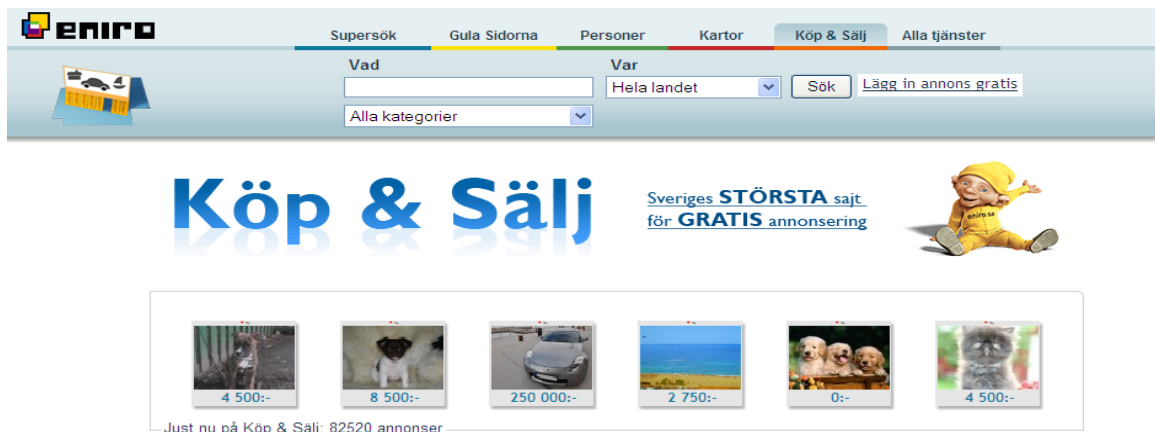 eniro
Supersök Gula Sidorna Personer Kartor Köp & Sälj Alla tjänster
Vad Var
Hela landet Sök Lägg in annons gratis
Alla kategorier
Köp & Sälj
Sveriges STÖRSTA sajt
för GRATIS annonsering
eniro.se
4 500:- 8 500:- 250 000:- 2 750:- 0:- 4 500:-
Just nu på Köp & Sälj: 82520 annonser